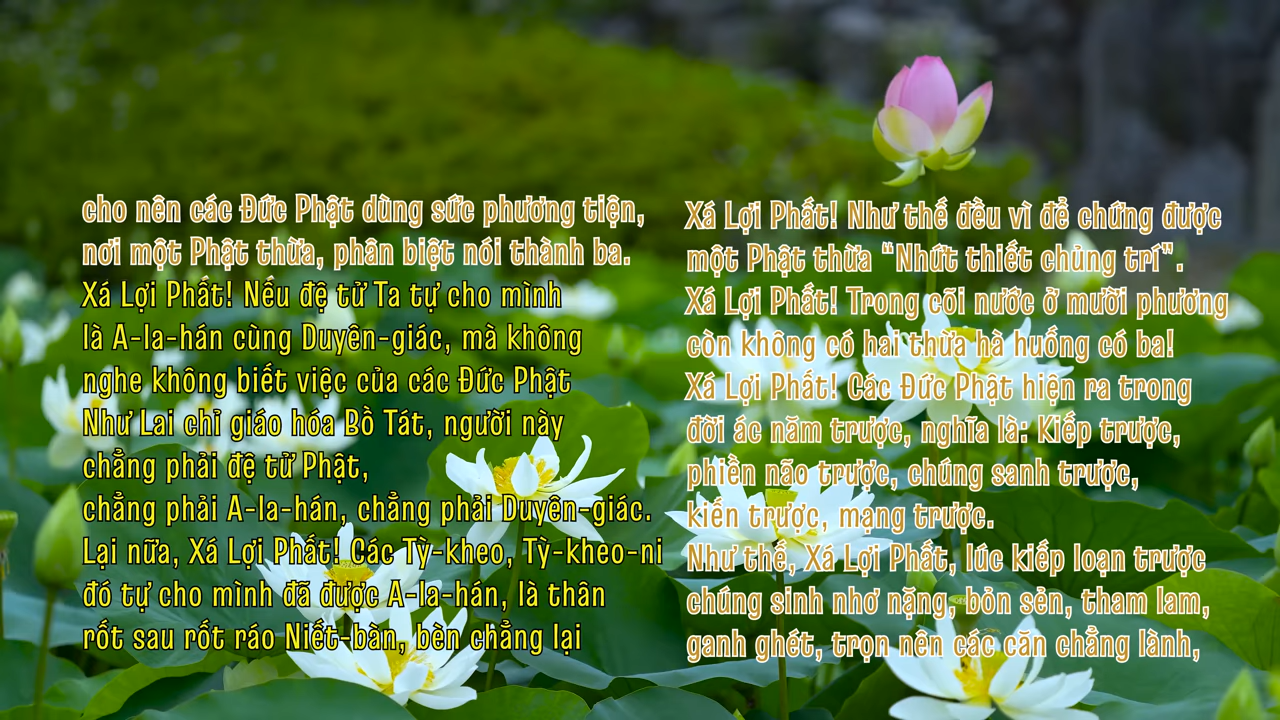 cho nên các Đức Phật dùng sức phương tiện,
nơi một Phật thừa, phân biệt nói thành ba.
Xá Lợi Phất! Nếu đệ tử Ta tự cho mình
là A-la-hán cùng Duyên-giác, mà không
nghe không biết việc của các Đức Phật
Như Lai chỉ giáo hóa Bồ Tát, người này
chẳng phải đệ tử Phật,
chẳng phải A-la-hán, chẳng phải Duyên-giác.
Lại nữa, Xá Lợi Phất! Các Tỳ-kheo, Tỳ-kheo-ni
đó tự cho mình đã được A-la-hán, là thân
rốt sau rốt ráo Niết-bàn, bèn chẳng lại
Xá Lợi Phất! Như thế đều vì để chứng được
một Phật thừa “Nhứt thiết chủng trí”.
Xá Lợi Phất! Trong cõi nước ở mười phương
còn không có hai thừa hà huống có ba!
Xá Lợi Phất! Các Đức Phật hiện ra trong
đời ác năm trược, nghĩa là: Kiếp trược,
phiền não trược, chúng sanh trược,
kiến trược, mạng trược.
Như thế, Xá Lợi Phất, lúc kiếp loạn trược
chúng sinh nhơ nặng, bỏn sẻn, tham lam,
ganh ghét, trọn nên các căn chẳng lành,